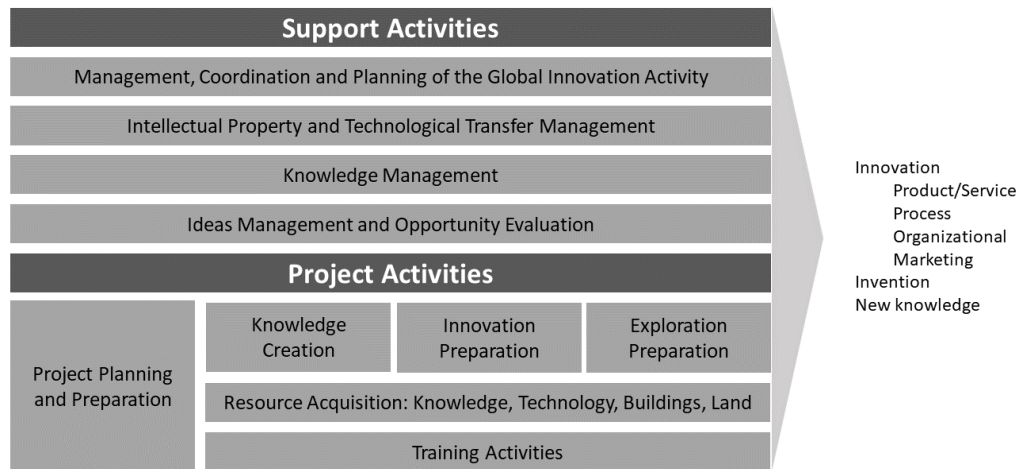 Support Activities
Management, Coordination and Planning of the Global Innovation Activity
Intellectual Property and Technological Transfer Management
Knowledge Management
Ideas Management and Opportunity Evaluation
Project Activities
Project Planning
and Preparation
Knowledge
Creation
Innovation
Preparation
Exploration
Preparation
Resource Acquisition: Knowledge, Technology, Buildings, Land
Training Activities
Innovation
Product/Service
Process
Organizational
Marketing
Invention
New knowledge